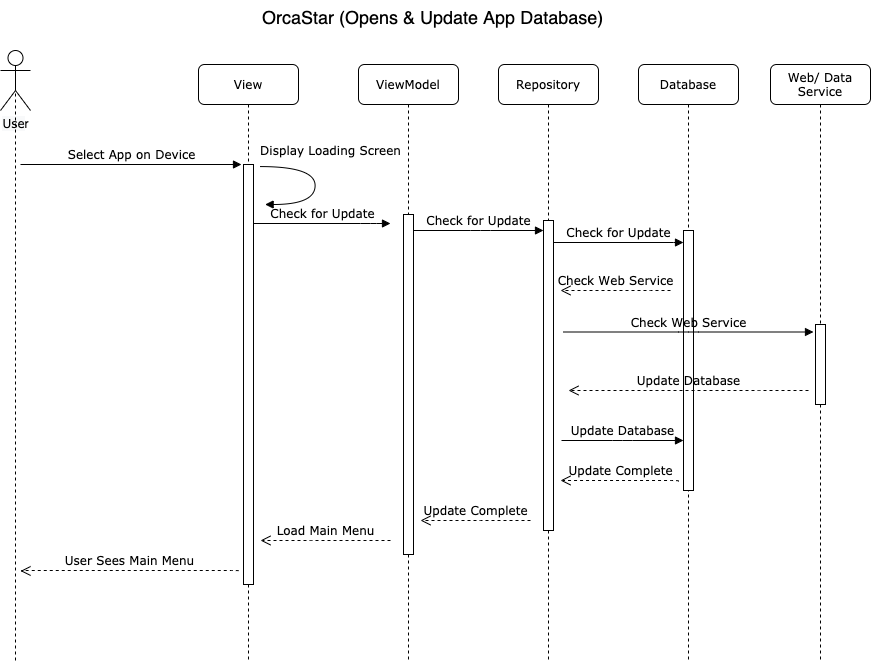 OrcaStar (Opens & Update App Database)
User
View
ViewModel
Repository
Database
Web/ Data
Service
Select App on Device
Display Loading Screen
Check for Update
Check for Update
Check for Update
Check Web Service
Check Web Service
Update Database
Update Database
Update Complete
Update Complete
Load Main Menu
User Sees Main Menu